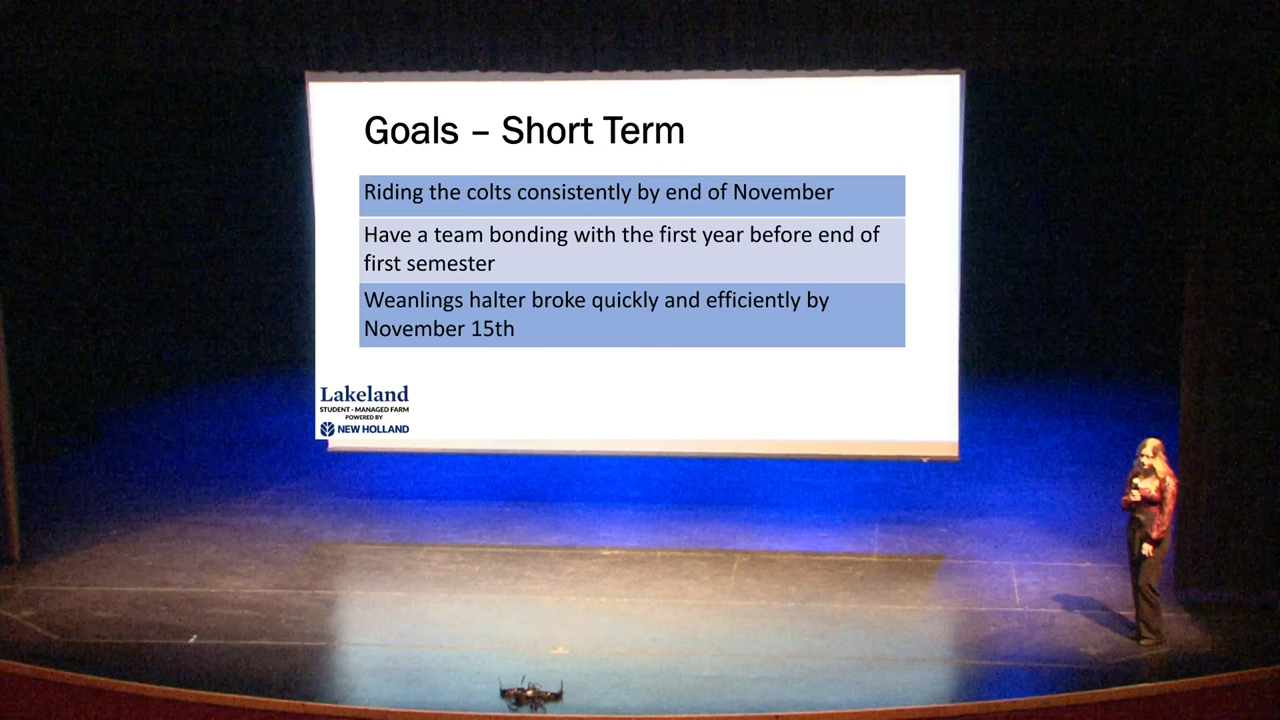 Goals – Short Term
Riding the colts consistently by end of November
Have a team bonding with the first year before end of
first semester
Weanlings halter broke quickly and efficiently by
November 15th
Lakeland
STUDENT - MANAGED FARM
POWERED BY
NEW HOLLAND